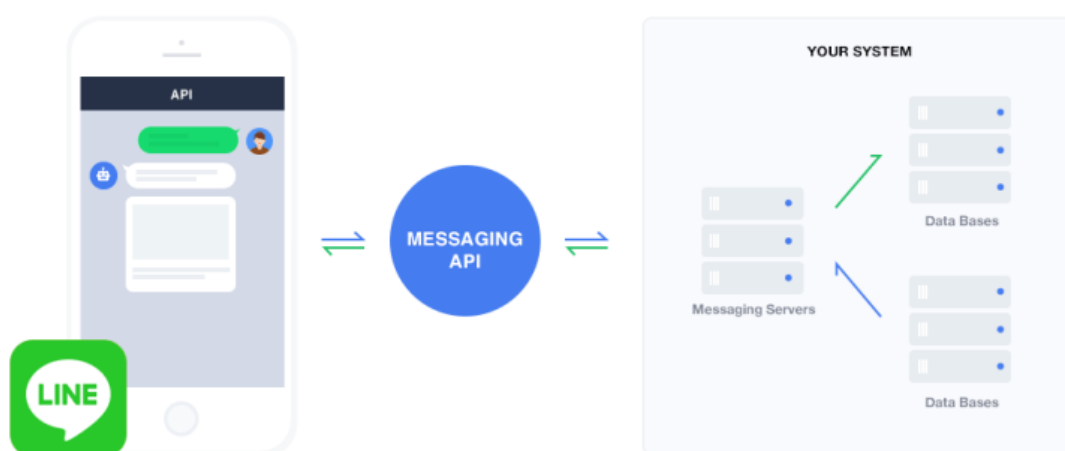 API
LINE
MESSAGING
API
YOUR SYSTEM
Messaging Servers
Data Bases
Data Bases